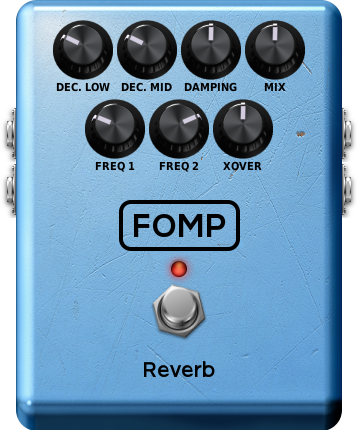 DEC. LOW DEC. MID DAMPING MIX
FREQ 1 FREQ 2 XOVER
FOMP
Reverb